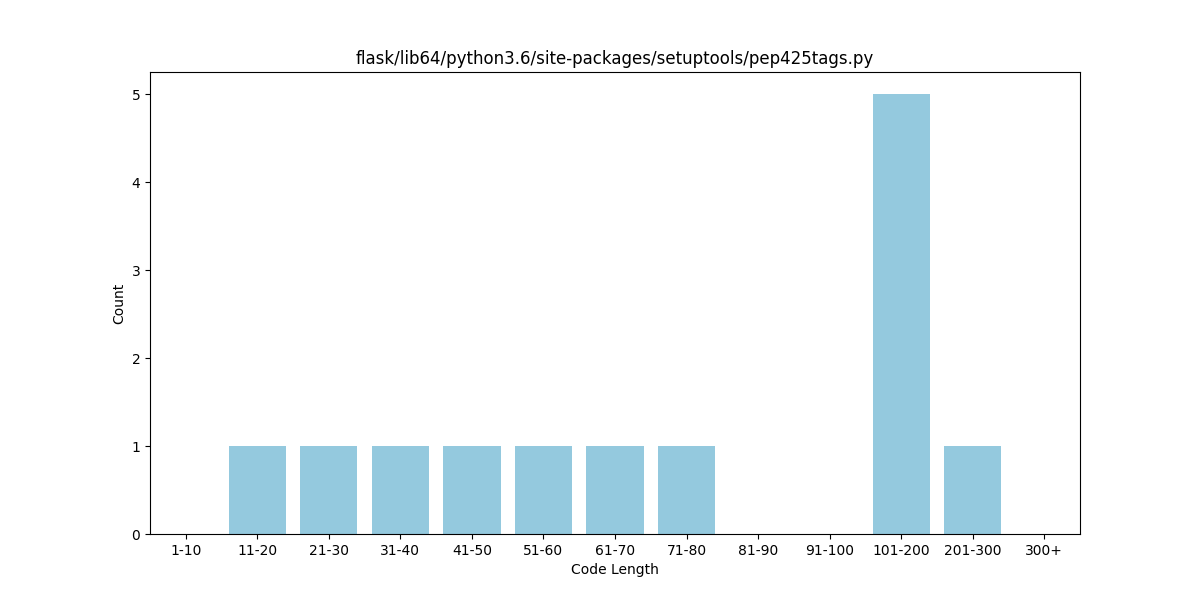 flask/lib64/python3.6/site-packages/setuptools/pep425tags.py
5
4
3
2
1
0
Count
1-10 11-20 21-30 31-40 41-50 51-60 61-70 71-80 81-90 91-100 101-200 201-300 300+
Code Length